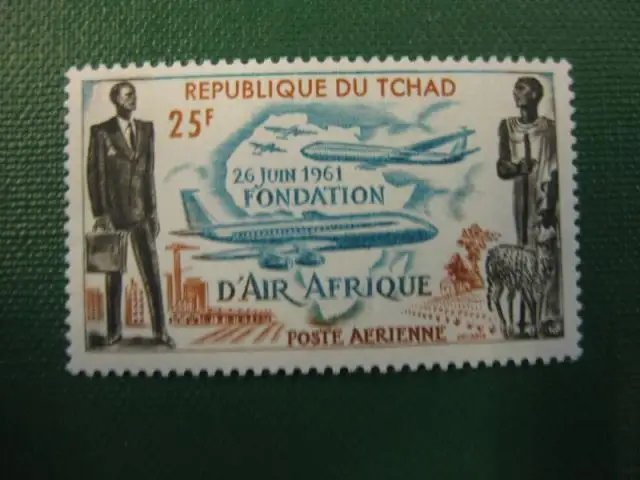 REPUBLIQUE DU TCHAD
25F
26 JUIN 1961
FONDATION
D'AIR AFRIQUE
POSTE AERIENNE